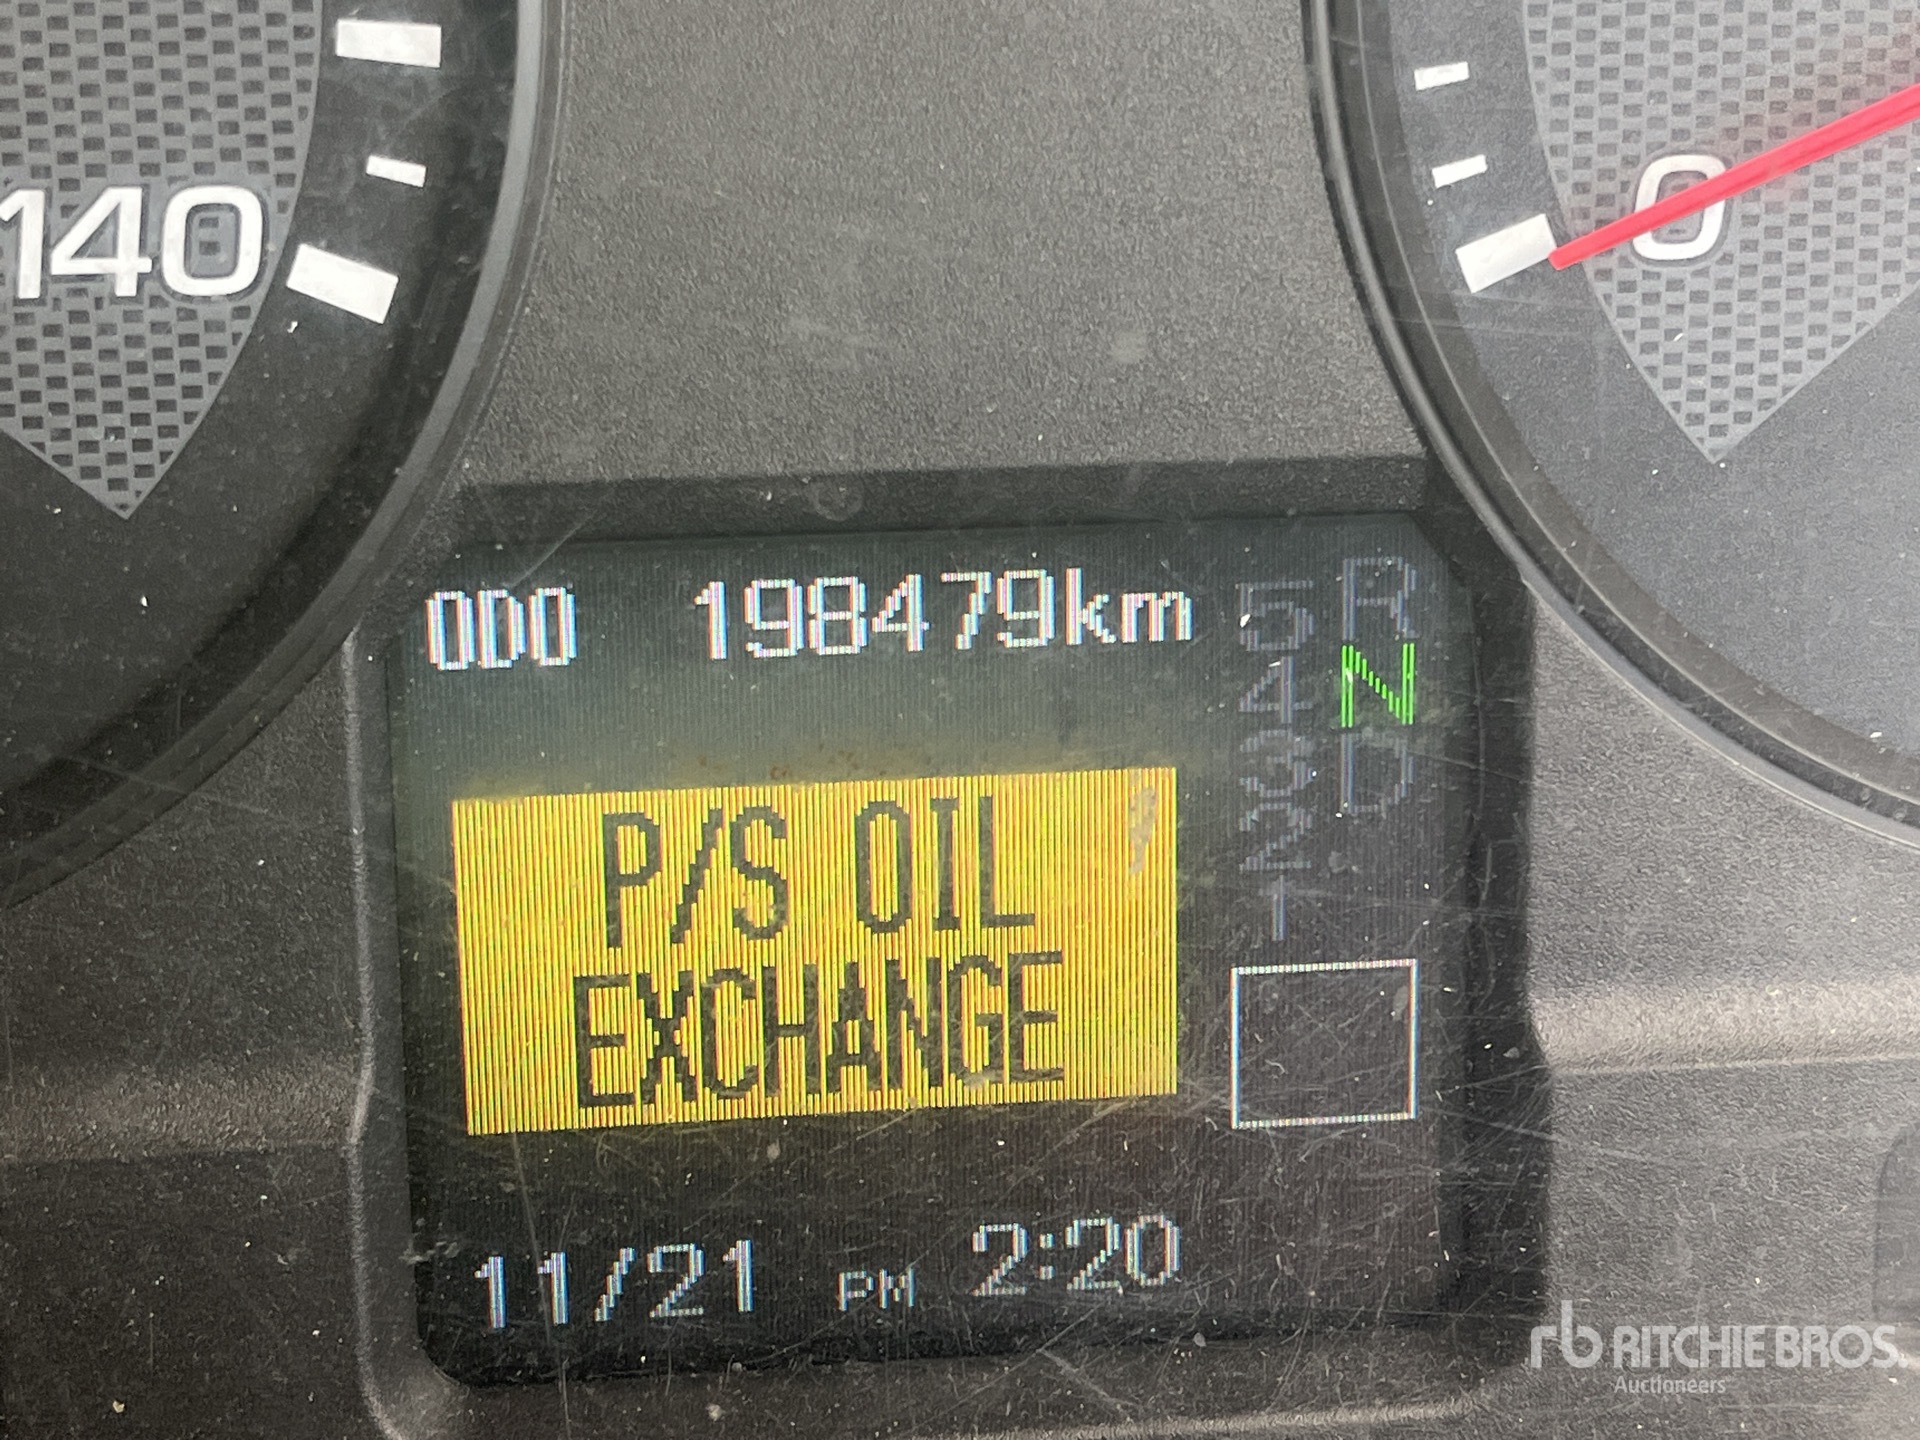 140
0
ODO 198479km
5 R
4 N
3 D
2
1
P/S OIL
EXCHANGE
11/21 PM 2:20
rb RITCHIE BROS.
Auctioneers